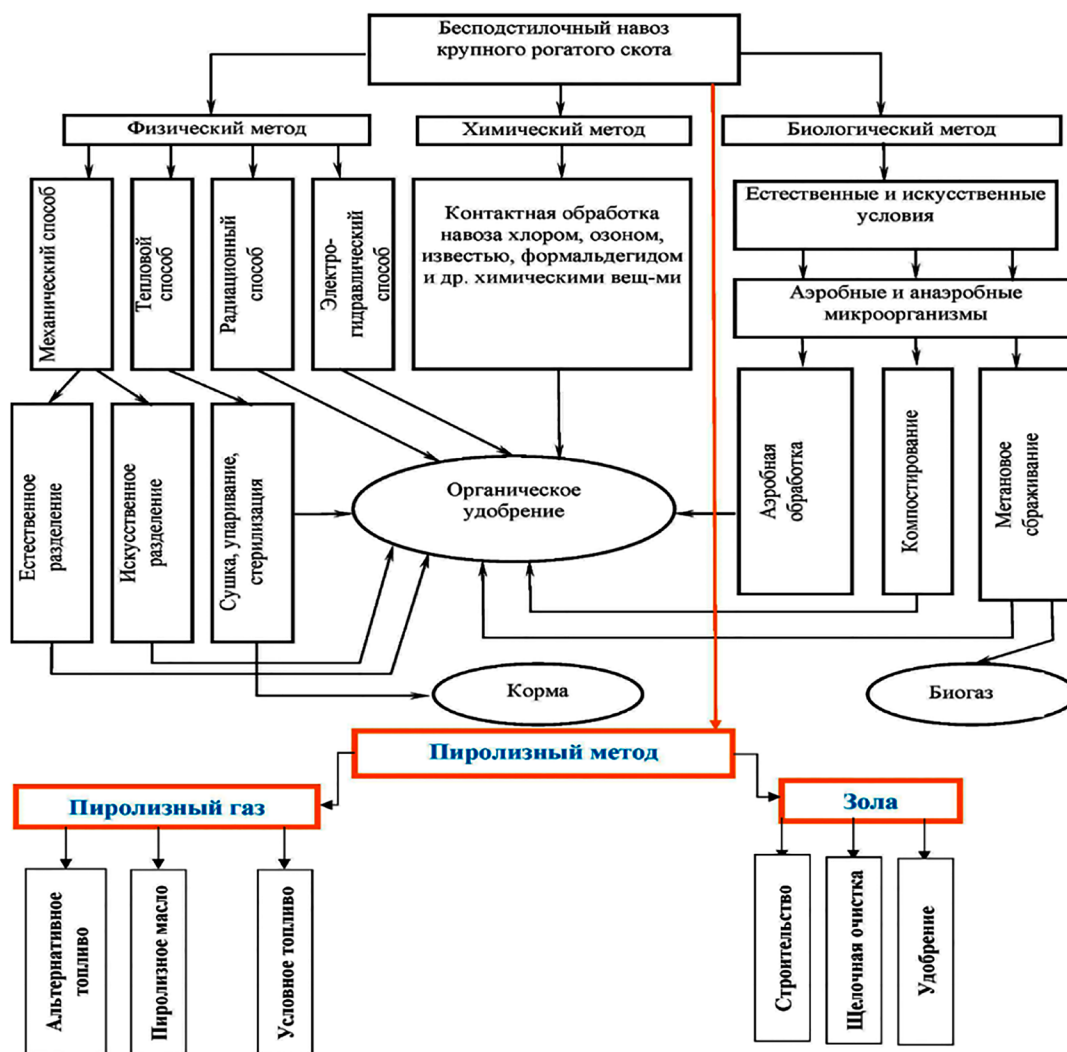 Бесподстилочный навоз
крупного рогатого скота
Физический метод
Химический метод
Биологический метод
Механический способ
Тепловой
способ
Радиационный
способ
Электро-
гидравлический
способ
Контактная обработка
навоза хлором, озоном,
известью, формальдегидом
и др. химическими вещ-ми
Естественные и искусственные
условия
Аэробные и анаэробные
микроорганизмы
Естественное
разделение
Искусственное
разделение
Сушка, упаривание,
стерилизация
Органическое
удобрение
Аэробная
обработка
Компостирование
Метановое
сбраживание
Корма
Биогаз
Пиролизный метод
Пиролизный газ
Зола
Альтернативное
топливо
Пиролизное масло
Условное топливо
Строительство
Щелочная очистка
Удобрение